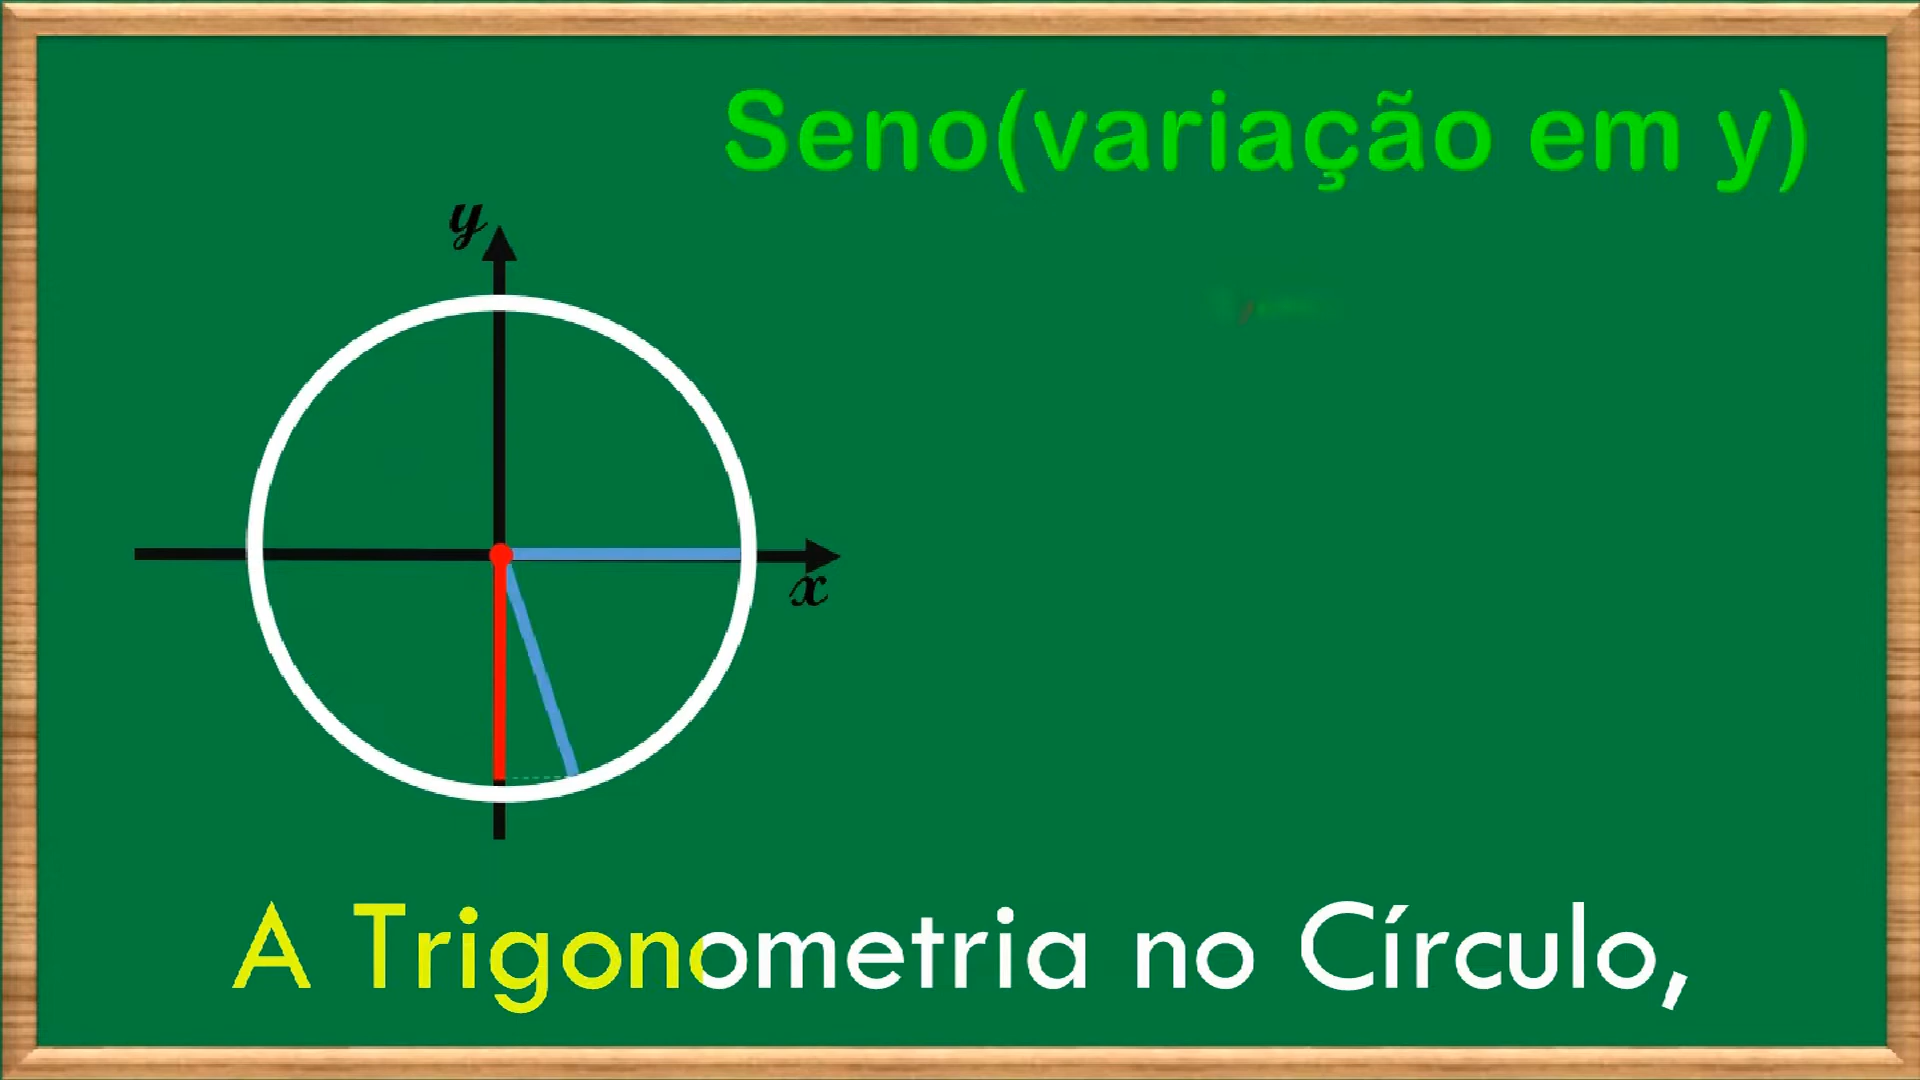 Seno(variação em y)
y
x
A Trigonometria no Círculo,